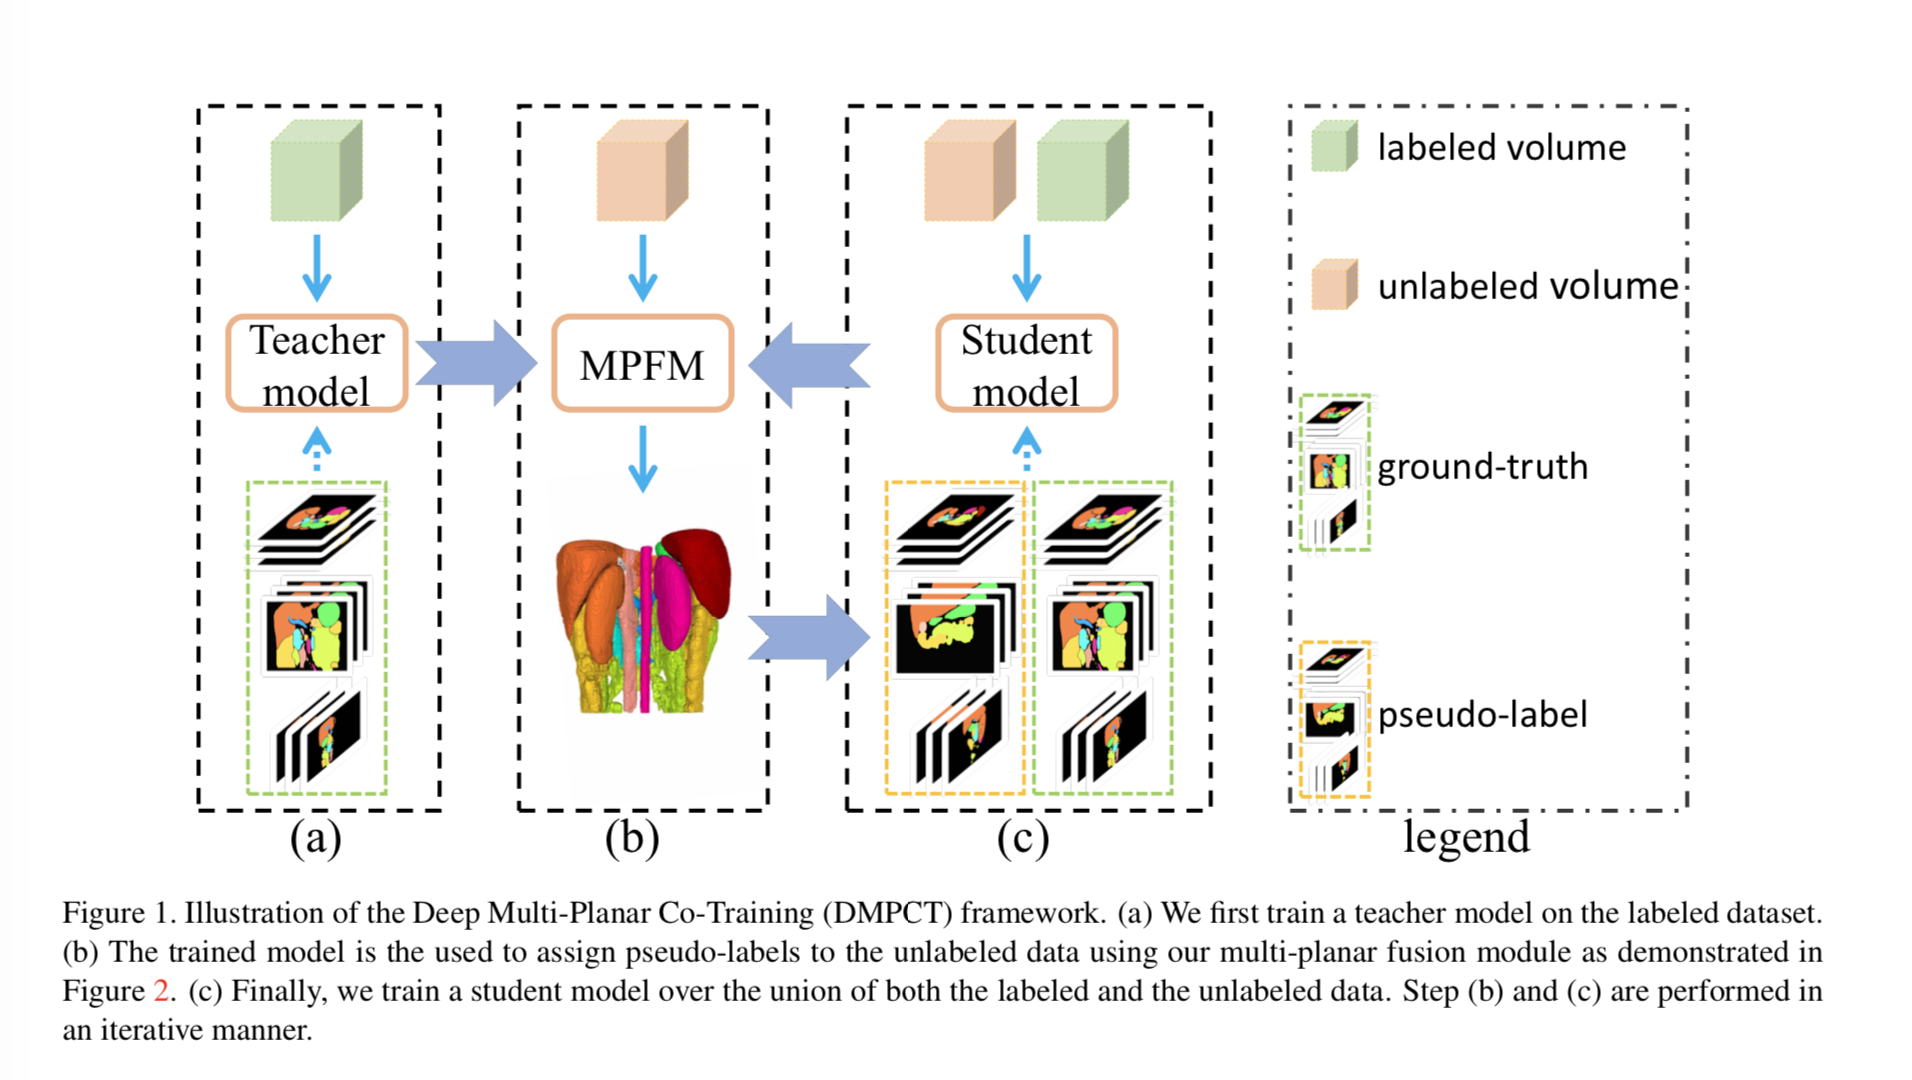 Teacher
model
MPFM
Student
model
labeled volume
unlabeled volume
ground-truth
pseudo-label
(a)
(b)
(c)
legend
Figure 1. Illustration of the Deep Multi-Planar Co-Training (DMPCT) framework. (a) We first train a teacher model on the labeled dataset.
(b) The trained model is the used to assign pseudo-labels to the unlabeled data using our multi-planar fusion module as demonstrated in
Figure 2. (c) Finally, we train a student model over the union of both the labeled and the unlabeled data. Step (b) and (c) are performed in
an iterative manner.